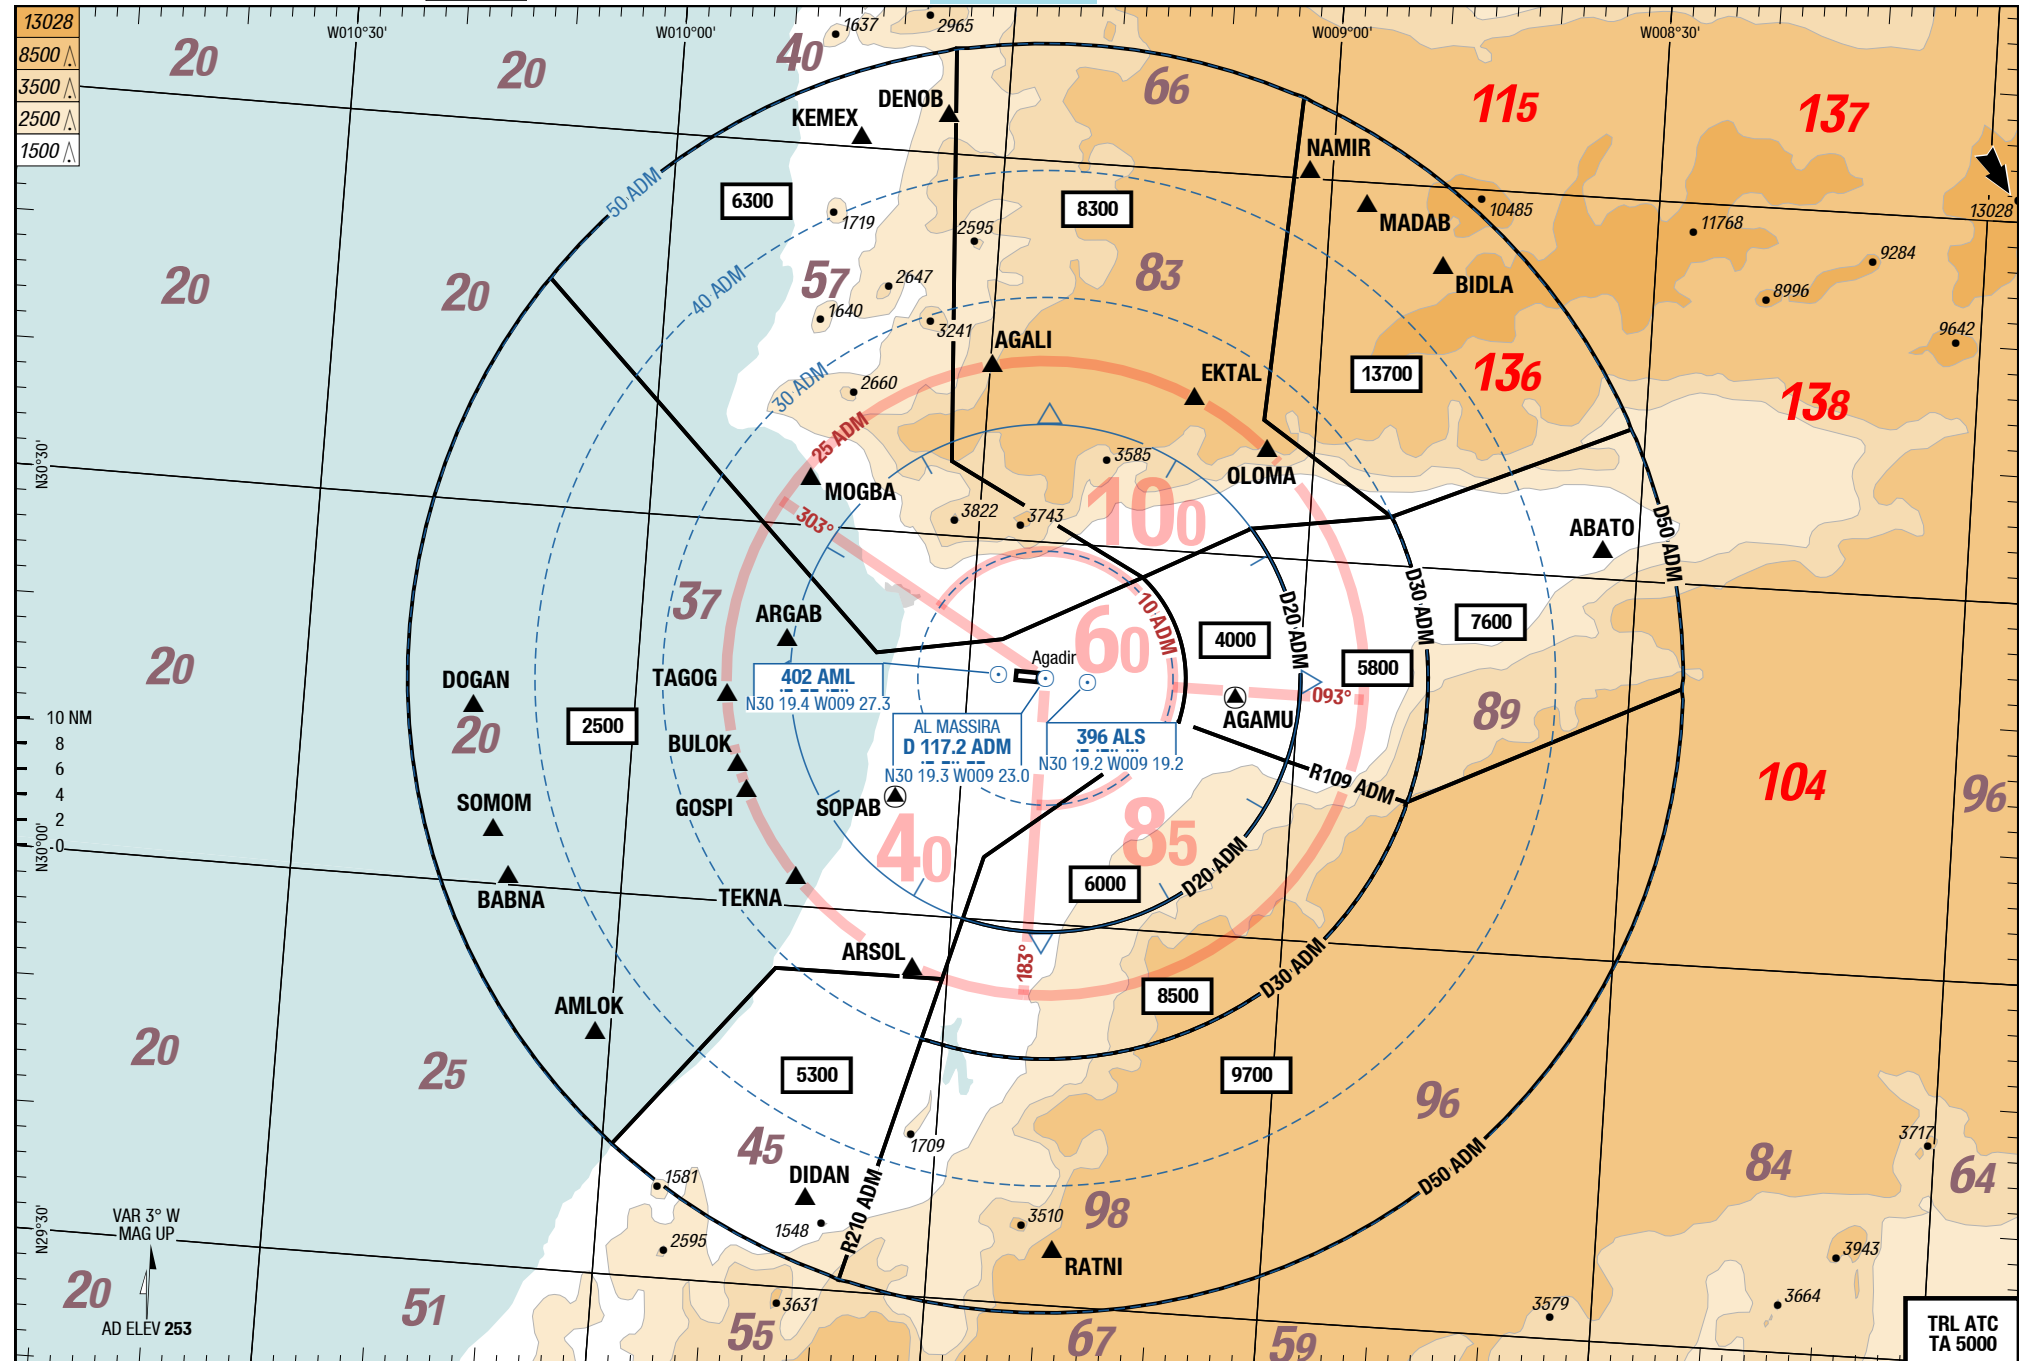 13028
8500
3500
2500
1500
W010°30'
W010°00'
W009°00'
W008°30'
20
20
40
1637
2965
66
115
137
KEMEX
DENOB
NAMIR
50 ADM
6300
1719
8300
2595
MADAB
10485
11768
13028
20
20
40 ADM
57
2647
83
BIDLA
9284
8996
1640
3241
AGALI
9642
30 ADM
2660
EKTAL
13700
136
138
25 ADM
N30°30'
MOGBA
3585
OLOMA
303°
3822
3743
100
D50 ADM
ABATO
37
ARGAB
10 ADM
60
D20 ADM
D30 ADM
4000
7600
20
DOGAN
TAGOG
402 AML
N30 19.4 W009 27.3
Agadir
5800
093°
AGAMU
89
10 NM
8
6
4
2
0
20
2500
BULOK
AL MASSIRA
D 117.2 ADM
N30 19.3 W009 23.0
396 ALS
N30 19.2 W009 19.2
R109 ADM
104
96
SOMOM
GOSPI
SOPAB
N30°00'
40
85
D20 ADM
BABNA
TEKNA
6000
ARSOL
183°
D30 ADM
8500
AMLOK
20
25
5300
9700
96
45
1709
3717
DIDAN
1581
D50 ADM
84
64
VAR 3° W
MAG UP
N29°30'
1548
R210 ADM
3510
98
2595
RATNI
3943
20
51
3631
3664
3579
AD ELEV 253
55
67
59
TRL ATC
TA 5000